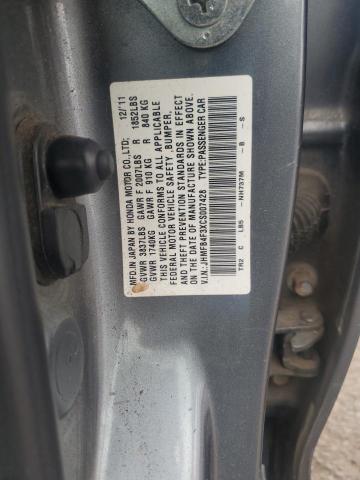 MFD.IN JAPAN BY HONDA MOTOR CO.,LTD. 12/11
GVWR 3837LBS GAWR F 2007LBS R 1852LBS
GVWR 1740KG GAWR F 910 KG R 840 KG
THIS VEHICLE CONFORMS TO ALL APPLICABLE
FEDERAL MOTOR VEHICLE SAFETY ,BUMPER,
AND THEFT PREVENTION STANDARDS IN EFFECT
ON THE DATE OF MANUFACTURE SHOWN ABOVE.
V.I.N.: JHMFB4F3XCS007428 TYPE:PASSENGER CAR
TR2 C L85 NH737M -B -S